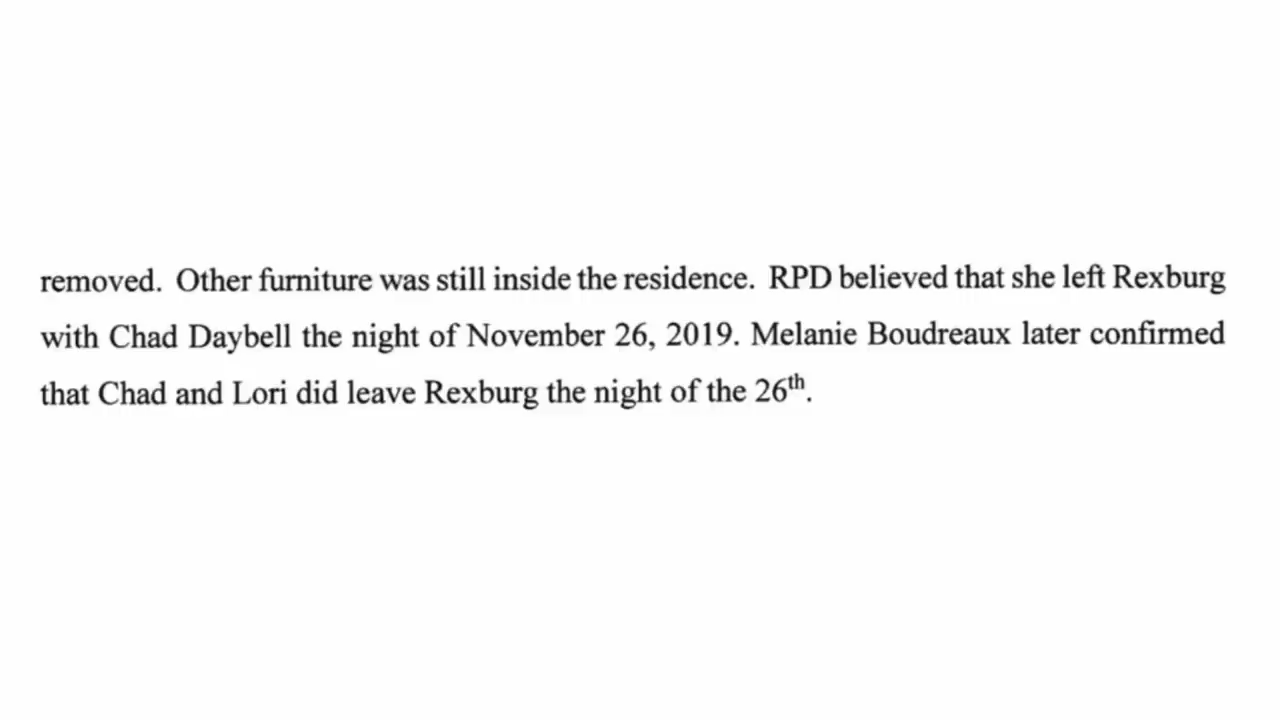 removed. Other furniture was still inside the residence. RPD believed that she left Rexburg
with Chad Daybell the night of November 26, 2019. Melanie Boudreaux later confirmed
that Chad and Lori did leave Rexburg the night of the 26th.